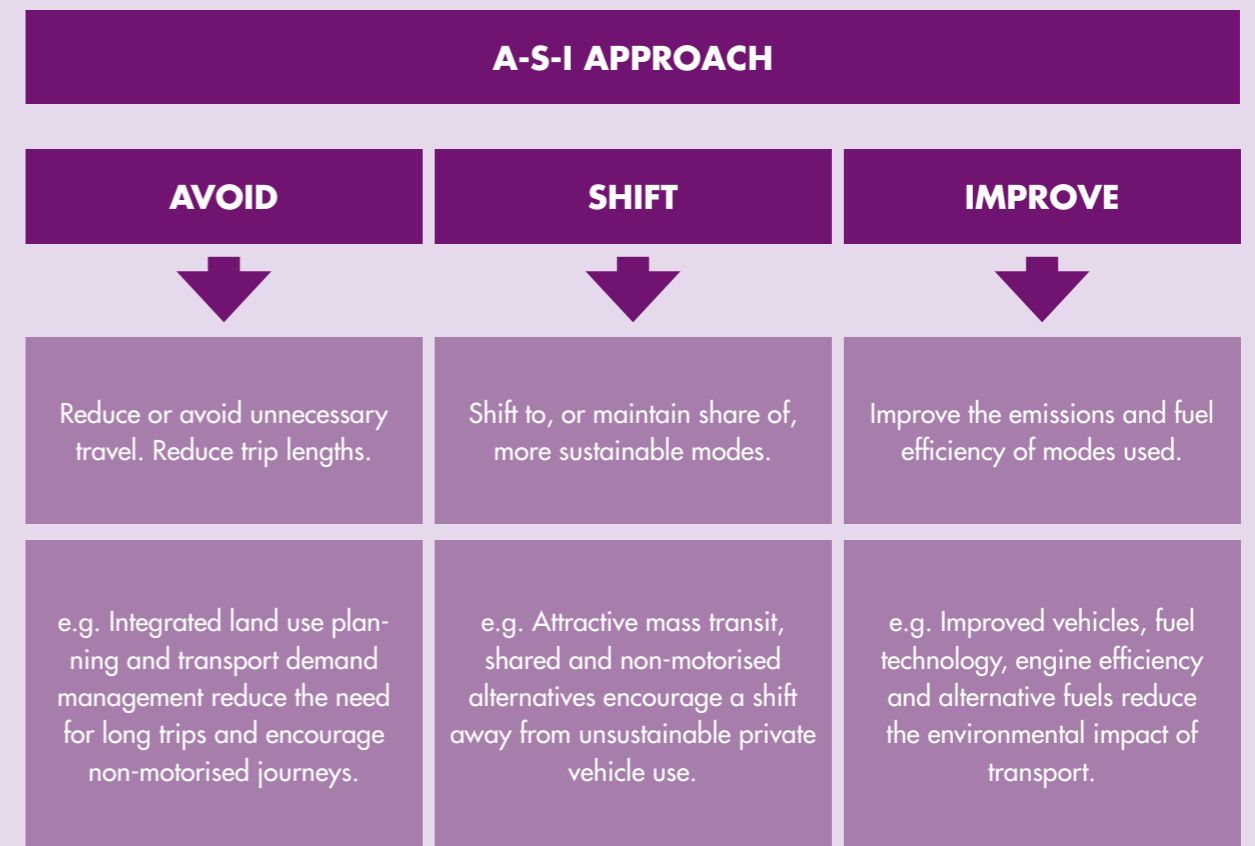 A-S-I APPROACH
AVOID
SHIFT
IMPROVE
Reduce or avoid unnecessary
travel. Reduce trip lengths.
Shift to, or maintain share of,
more sustainable modes.
Improve the emissions and fuel
efficiency of modes used.
e.g. Integrated land use plan-
ning and transport demand
management reduce the need
for long trips and encourage
non-motorised journeys.
e.g. Attractive mass transit,
shared and non-motorised
alternatives encourage a shift
away from unsustainable private
vehicle use.
e.g. Improved vehicles, fuel
technology, engine efficiency
and alternative fuels reduce
the environmental impact of
transport.